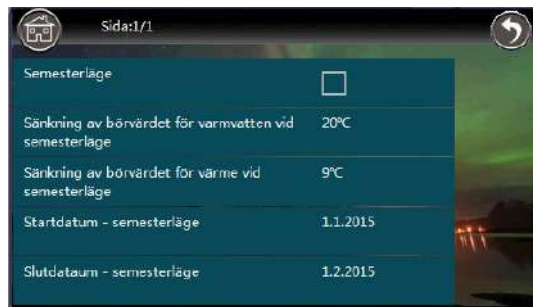 Sida:1/1
Semesterläge
Sänkning av börvärdet för varmvatten vid
semesterläge
20°C
Sänkning av börvärdet för värme vid
semesterläge
9°C
Startdatum - semesterläge
1.1.2015
Slutdataum - semesterläge
1.2.2015